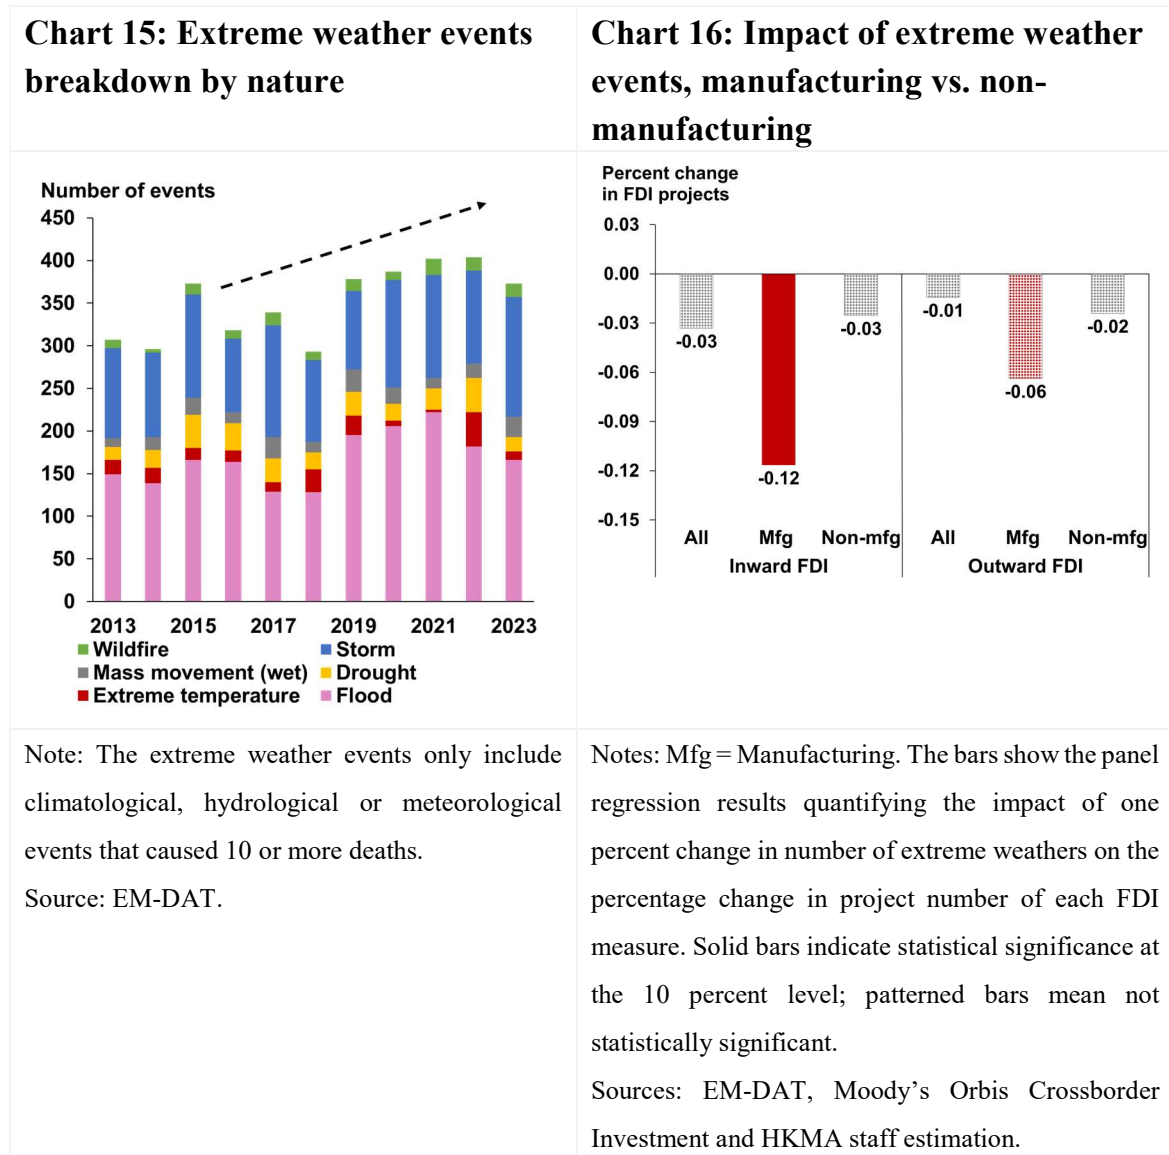 Chart 15: Extreme weather events
breakdown by nature
Number of events
450
400
350
300
250
200
150
100
50
0
2013 2015 2017 2019 2021 2023
Wildfire Storm
Mass movement (wet) Drought
Extreme temperature Flood
Note: The extreme weather events only include
climatological, hydrological or meteorological
events that caused 10 or more deaths.
Source: EM-DAT.
Chart 16: Impact of extreme weather
events, manufacturing vs. non-
manufacturing
Percent change
in FDI projects
0.03
0.00
-0.03
-0.06
-0.09
-0.12
-0.15
-0.03
-0.12
-0.03
-0.01
-0.06
-0.02
All Mfg Non-mfg All Mfg Non-mfg
Inward FDI Outward FDI
Notes: Mfg = Manufacturing. The bars show the panel
regression results quantifying the impact of one
percent change in number of extreme weathers on the
percentage change in project number of each FDI
measure. Solid bars indicate statistical significance at
the 10 percent level; patterned bars mean not
statistically significant.
Sources: EM-DAT, Moody’s Orbis Crossborder
Investment and HKMA staff estimation.